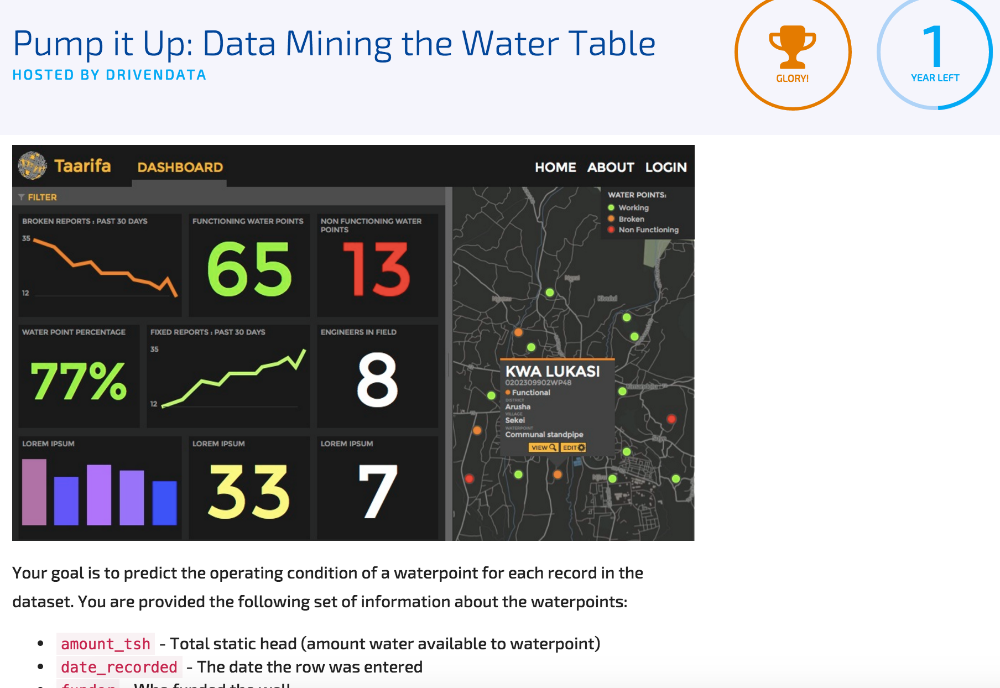 Pump it Up: Data Mining the Water Table
HOSTED BY DRIVENDATA
GLORY!
1
YEAR LEFT
Taarifa
DASHBOARD
HOME ABOUT LOGIN
FILTER
BROKEN REPORTS : PAST 30 DAYS
35
12
FUNCTIONING WATER POINTS
65
NON FUNCTIONING WATER
POINTS
13
WATER POINT PERCENTAGE
77%
FIXED REPORTS : PAST 30 DAYS
35
12
ENGINEERS IN FIELD
8
LOREM IPSUM
LOREM IPSUM
33
LOREM IPSUM
7
WATER POINTS:
Working
Broken
Non Functioning
Kivulul
KWA LUKASI
0202309902WP48
Functional
DISTRICT
Arusha
VILLAGE
Sekei
WATERPOINT
Communal standpipe
VIEW EDIT
Your goal is to predict the operating condition of a waterpoint for each record in the
dataset. You are provided the following set of information about the waterpoints:
• amount_tsh - Total static head (amount water available to waterpoint)
• date_recorded - The date the row was entered
• funder - Who funded the well